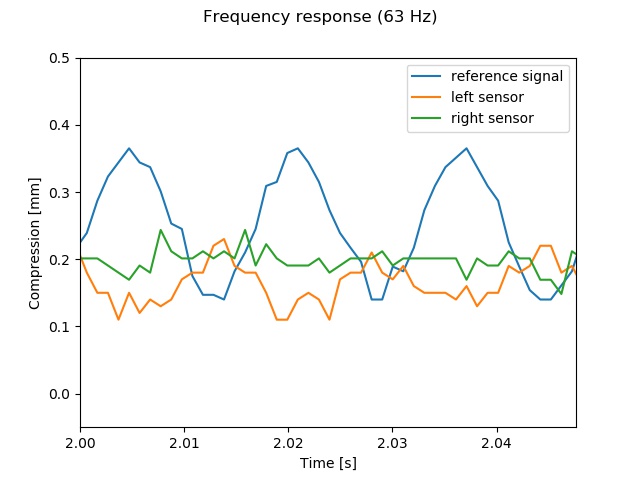 Frequency response (63 Hz)
0.5
reference signal
left sensor
right sensor
0.4
0.3
Compression [mm]
0.2
0.1
0.0
2.00 2.01 2.02 2.03 2.04
Time [s]